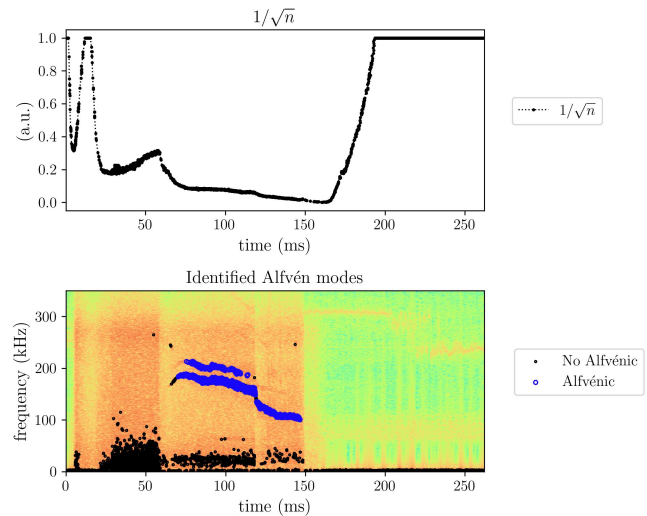 1/√n
1.0
0.8
0.6
0.4
0.2
0.0
(a.u.)
50 100 150 200 250
time (ms)
1/√n
Identified Alfvén modes
300
200
100
0
frequency (kHz)
0 50 100 150 200 250
time (ms)
No Alfvénic
Alfvénic